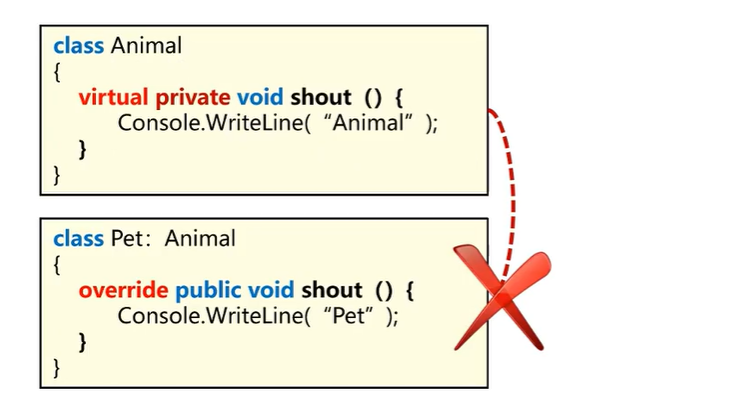 class Animal
{
virtual private void shout () {
Console.WriteLine( “Animal” );
}
}
class Pet: Animal
{
override public void shout () {
Console.WriteLine( “Pet” );
}
}